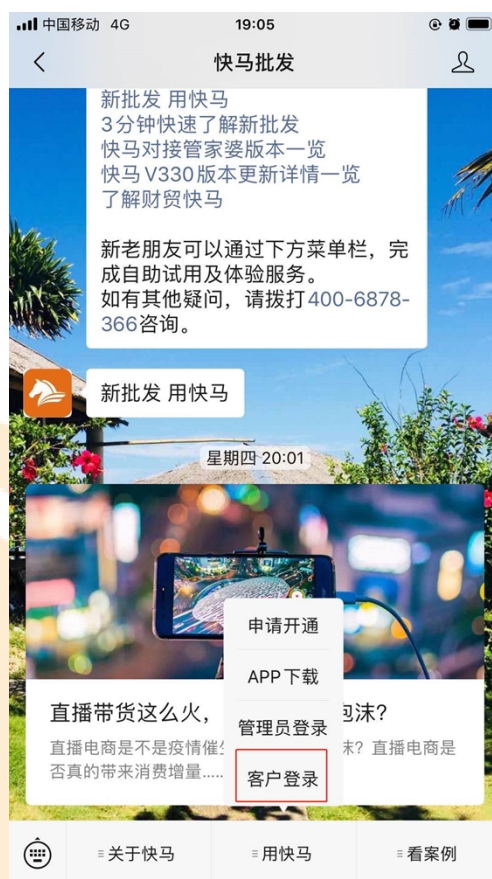 中国移动 4G 19:05
快马批发
新批发 用快马
3分钟快速了解新批发
快马对接管家婆版本一览
快马V330版本更新详情一览
了解财贸快马
新老朋友可以通过下方菜单栏，完
成自助试用及体验服务。
如有其他疑问，请拨打400-6878-
366咨询。
新批发 用快马
星期四 20:01
申请开通
APP下载
管理员登录
客户登录
直播带货这么火，
泡沫?
直播电商是不是疫情催
沫？直播电商是
否真的带来消费增量......
关于快马
用快马
看案例